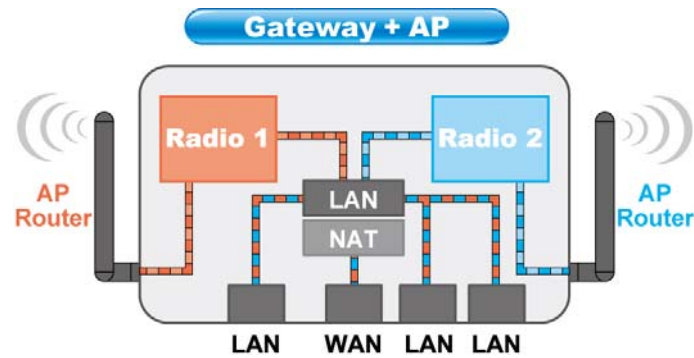 Gateway + AP
Radio 1
Radio 2
AP
Router
AP
Router
LAN
NAT
LAN
WAN
LAN
LAN